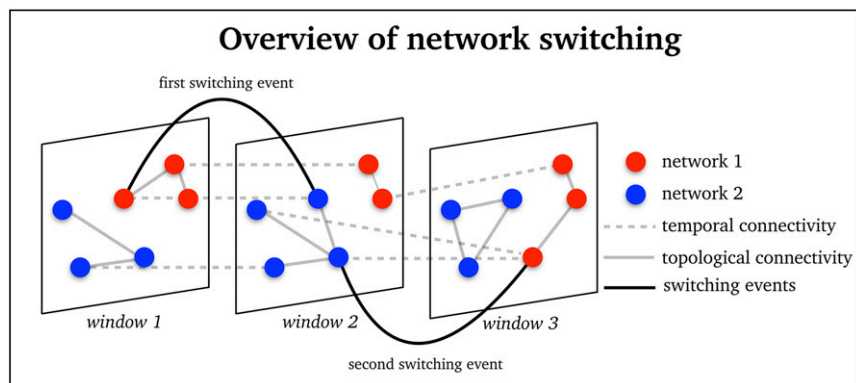 Overview of network switching
first switching event
network 1
network 2
temporal connectivity
topological connectivity
switching events
window 1
window 2
window 3
second switching event